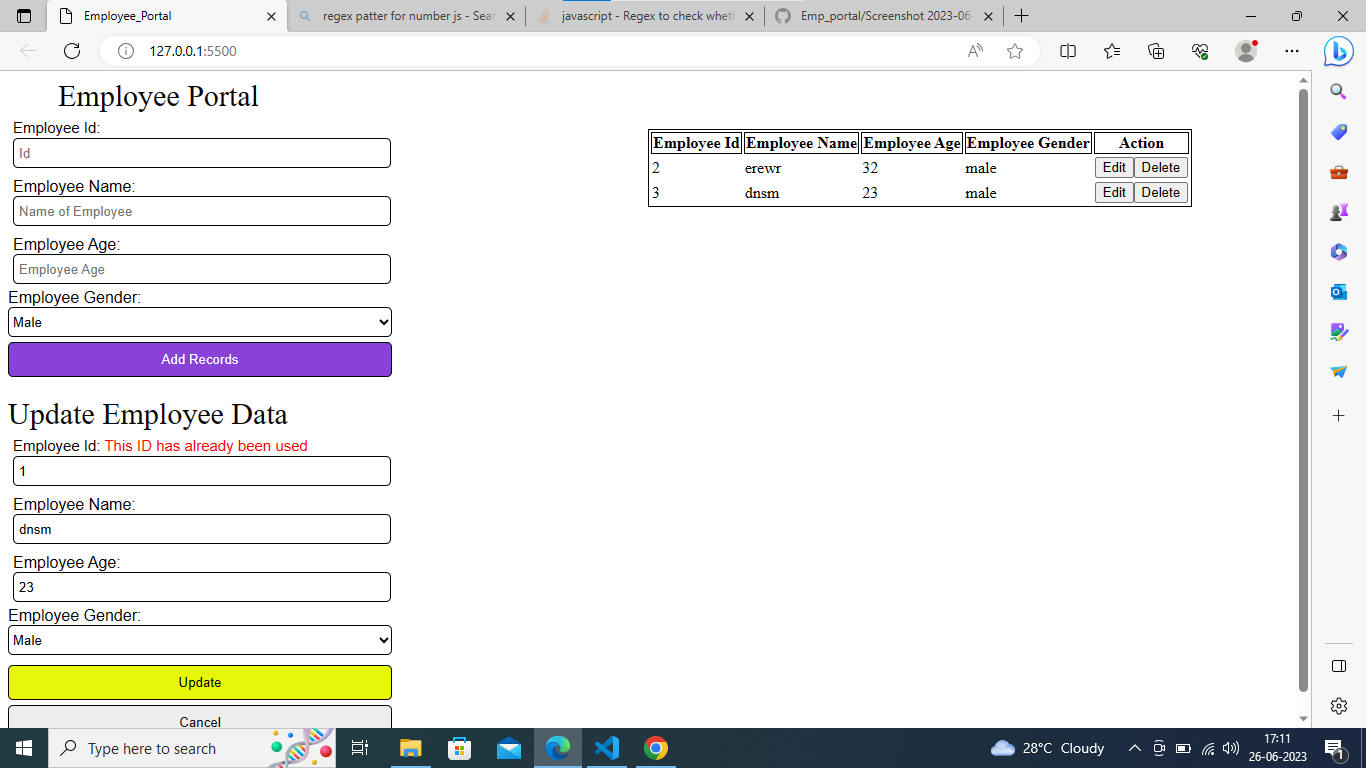 Employee_Portal
regex patter for number js - Sear
javascript - Regex to check wheth
Emp_portal/Screenshot 2023-06-
127.0.0.1:5500
Employee Portal
Employee Id:
Id
Employee Name:
Name of Employee
Employee Age:
Employee Age
Employee Gender:
Male
Add Records
Employee Id Employee Name Employee Age Employee Gender Action
2 erewr 32 male Edit Delete
3 dnsm 23 male Edit Delete
Update Employee Data
Employee Id: This ID has already been used
1
Employee Name:
dnsm
Employee Age:
23
Employee Gender:
Male
Update
Cancel
Type here to search
28°C Cloudy
17:11
26-06-2023
1